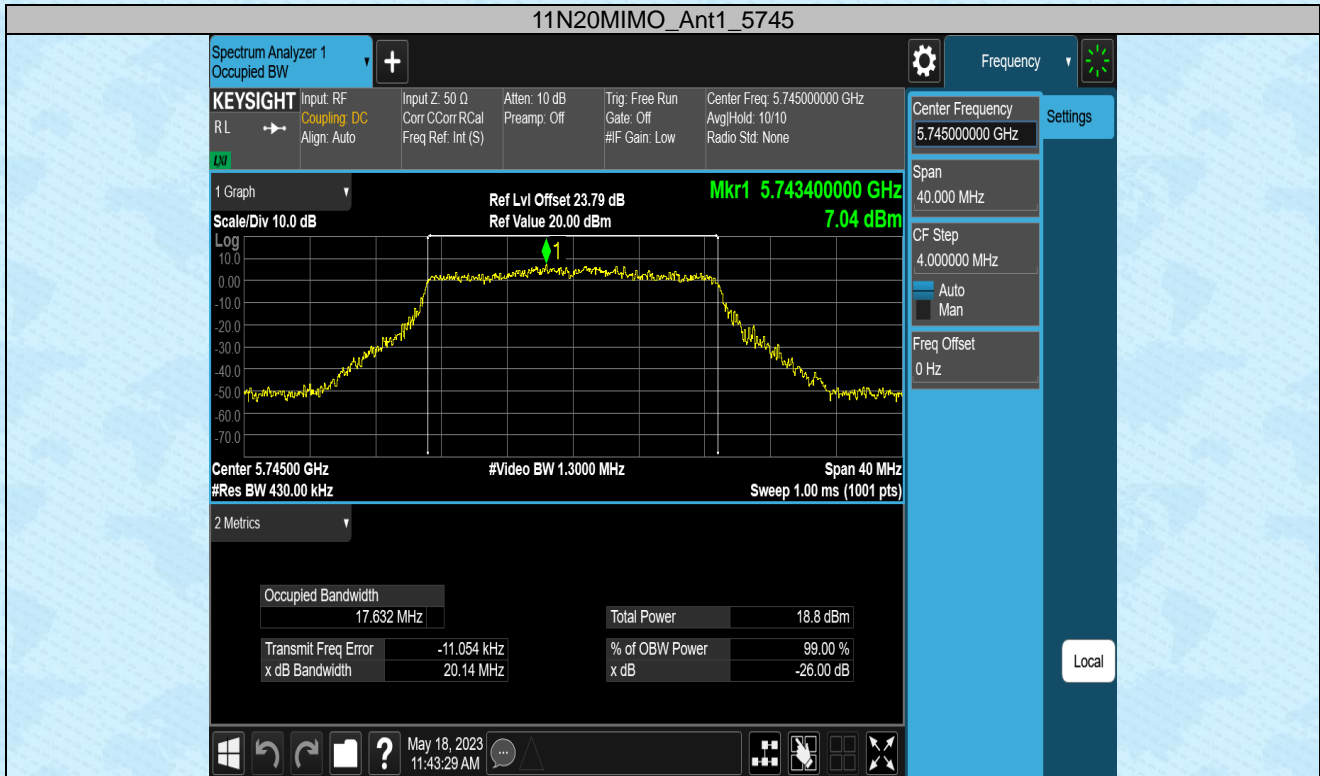 11N20MIMO_Ant1_5745
Spectrum Analyzer 1
Occupied BW
+
Frequency
KEYSIGHT
R L
LXI
Input: RF
Coupling: DC
Align: Auto
Input Z: 50 Ω
Corr CCorr RCal
Freq Ref: Int (S)
Atten: 10 dB
Preamp: Off
Trig: Free Run
Gate: Off
#IF Gain: Low
Center Freq: 5.745000000 GHz
Avg|Hold: 10/10
Radio Std: None
Center Frequency
5.745000000 GHz
Settings
Span
40.000 MHz
CF Step
4.000000 MHz
Auto
Man
Freq Offset
0 Hz
Local
1 Graph
Scale/Div 10.0 dB
Ref Lvl Offset 23.79 dB
Ref Value 20.00 dBm
Mkr1 5.743400000 GHz
7.04 dBm
Log
1
10.0
0.00
-10.0
-20.0
-30.0
-40.0
-50.0
-60.0
-70.0
Center 5.74500 GHz
#Video BW 1.3000 MHz
Span 40 MHz
#Res BW 430.00 kHz
Sweep 1.00 ms (1001 pts)
2 Metrics
Occupied Bandwidth
17.632 MHz
Total Power 18.8 dBm
Transmit Freq Error -11.054 kHz
% of OBW Power 99.00 %
x dB Bandwidth 20.14 MHz
x dB -26.00 dB
?
May 18, 2023
11:43:29 AM